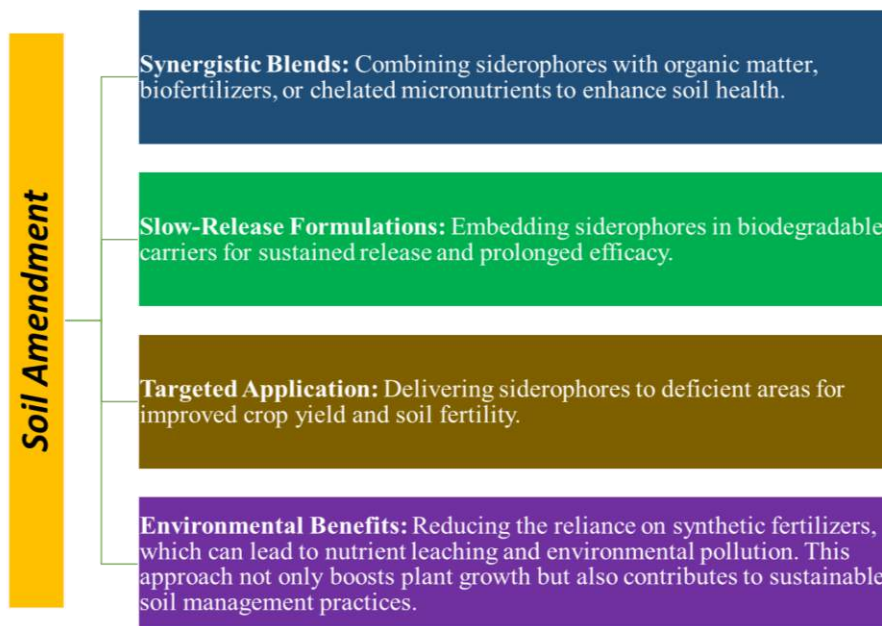 Soil Amendment
Synergistic Blends: Combining siderophores with organic matter,
biofertilizers, or chelated micronutrients to enhance soil health.
Slow-Release Formulations: Embedding siderophores in biodegradable
carriers for sustained release and prolonged efficacy.
Targeted Application: Delivering siderophores to deficient areas for
improved crop yield and soil fertility.
Environmental Benefits: Reducing the reliance on synthetic fertilizers,
which can lead to nutrient leaching and environmental pollution. This
approach not only boosts plant growth but also contributes to sustainable
soil management practices.